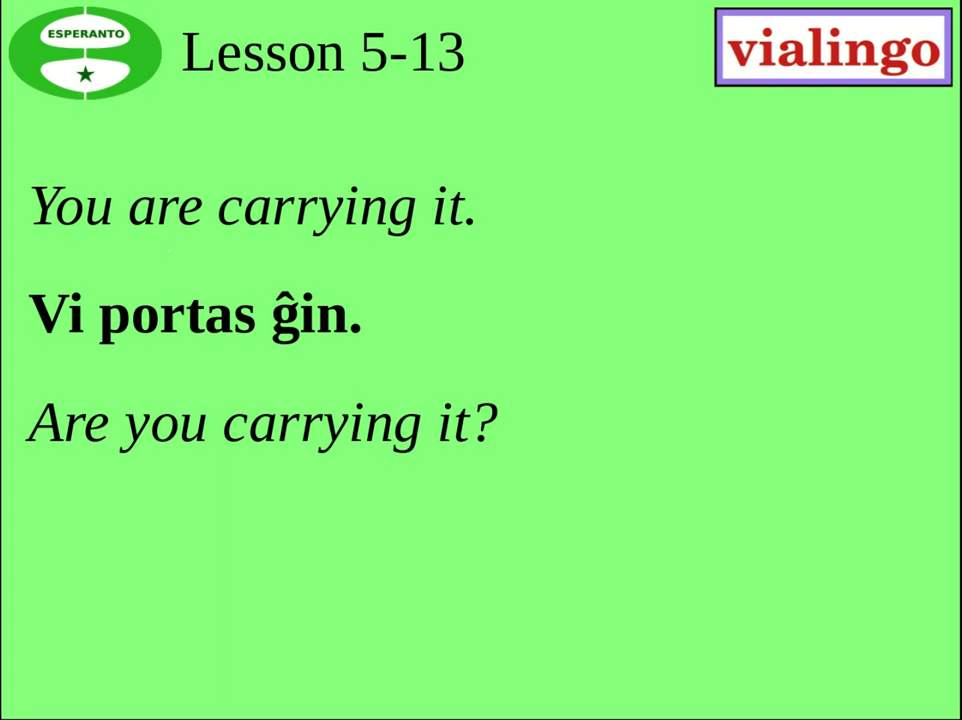 ESPERANTO
Lesson 5-13
vialingo
You are carrying it.
Vi portas ĝin.
Are you carrying it?